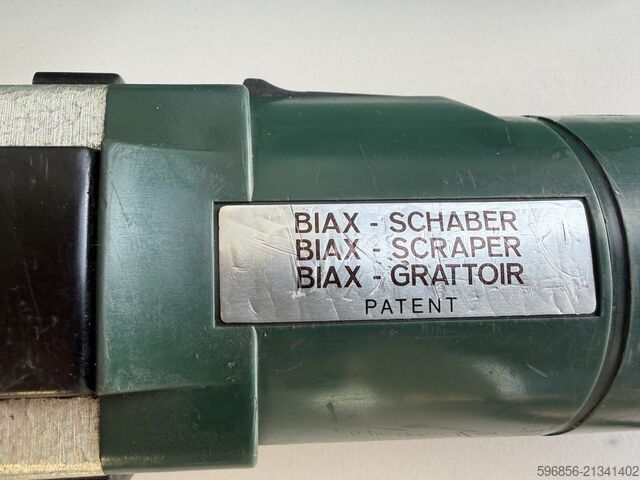 BIAX - SCHABER
BIAX - SCRAPER
BIAX - GRATTOIR
PATENT
596856-21341402